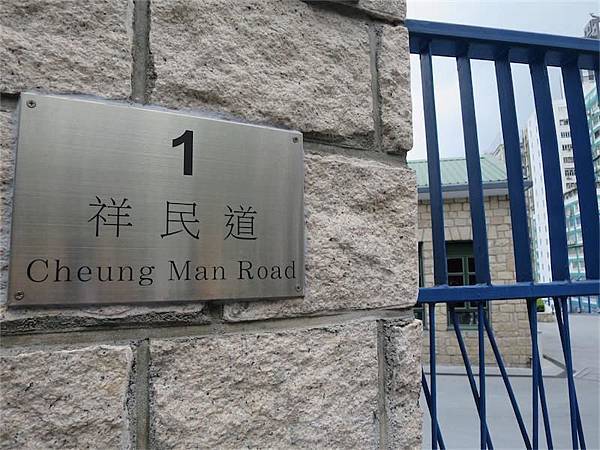 1
祥民道
Cheung Man Road